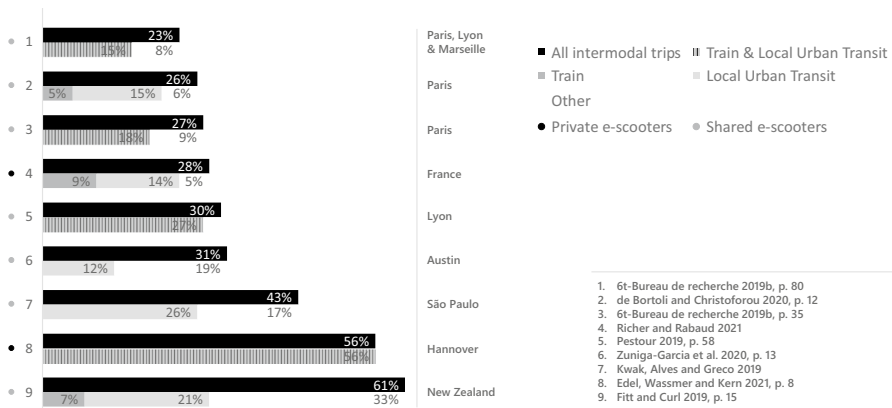 1 23% Paris, Lyon
& Marseille
15% 8%
2 26% Paris
5% 15% 6%
3 27% Paris
18% 9%
4 28% France
9% 14% 5%
5 30% Lyon
27%
6 31% Austin
12% 19%
7 43% São Paulo
26% 17%
8 56% Hannover
56%
9 61% New Zealand
7% 21% 33%
All intermodal trips Train & Local Urban Transit
Train Local Urban Transit
Other
Private e-scooters Shared e-scooters
1. 6t-Bureau de recherche 2019b, p. 80
2. de Bortoli and Christoforou 2020, p. 12
3. 6t-Bureau de recherche 2019b, p. 35
4. Richer and Rabaud 2021
5. Pestour 2019, p. 58
6. Zuniga-Garcia et al. 2020, p. 13
7. Kwak, Alves and Greco 2019
8. Edel, Wassmer and Kern 2021, p. 8
9. Fitt and Curl 2019, p. 15